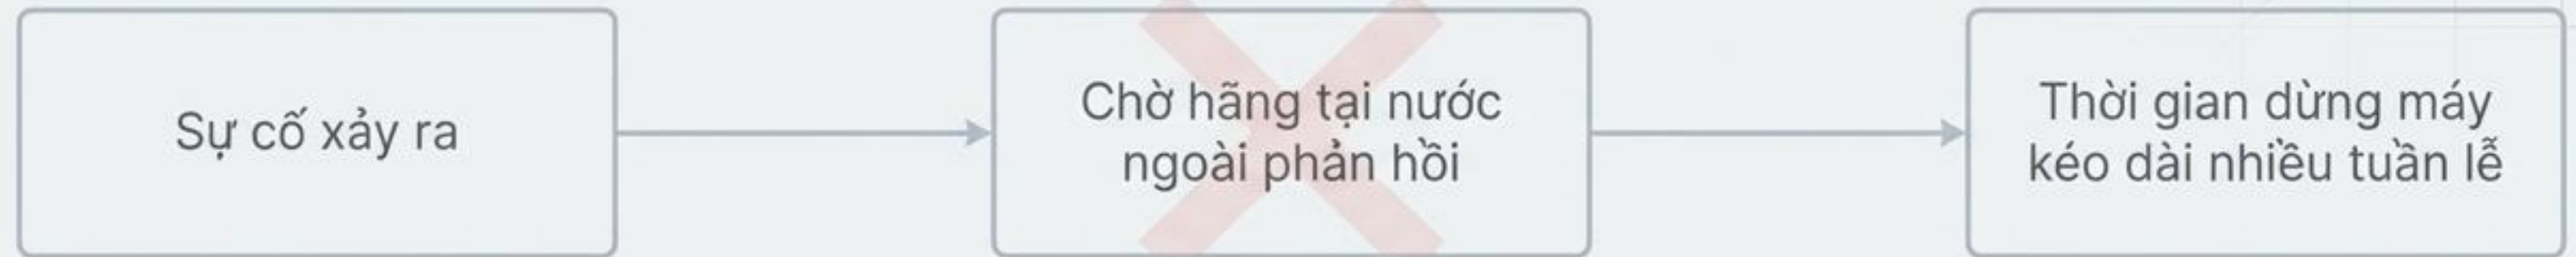 Sự cố xảy ra
Chờ hãng tại nước
ngoài phản hồi
Thời gian dừng máy
kéo dài nhiều tuần lễ